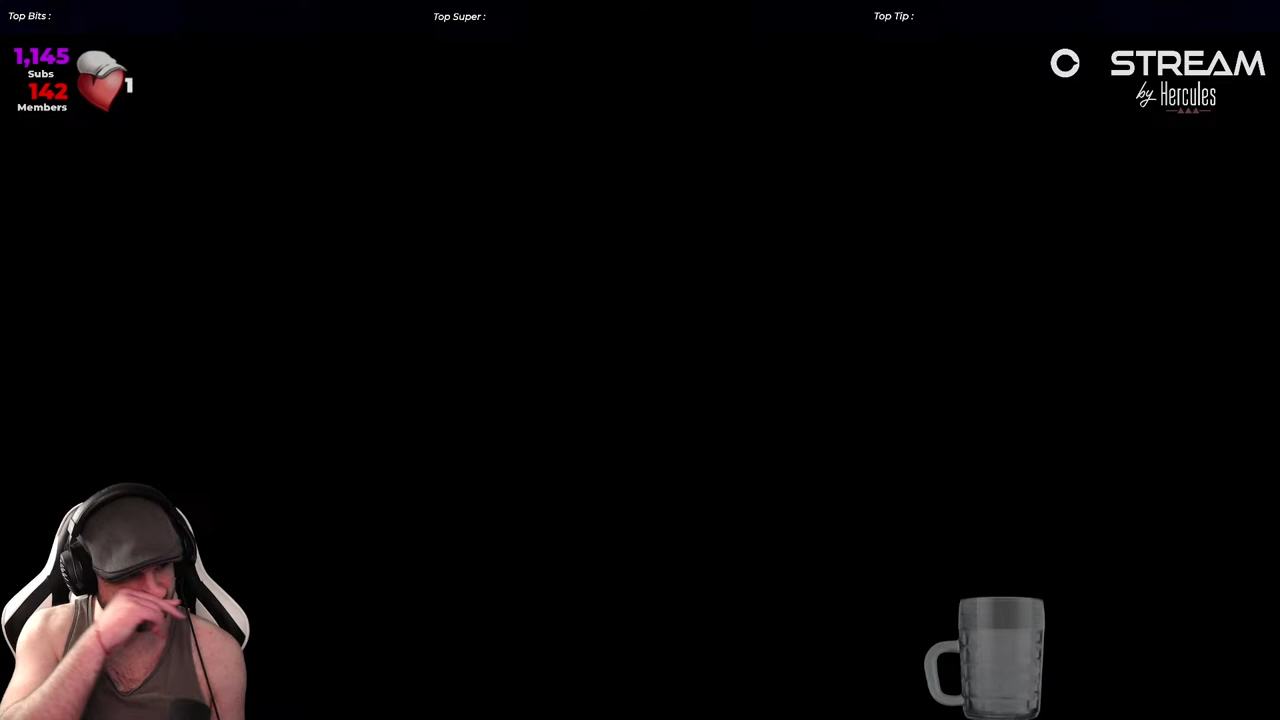 Top Bits :
Top Super :
Top Tip :
1,145
Subs
142
Members
1
STREAM
by Hercules